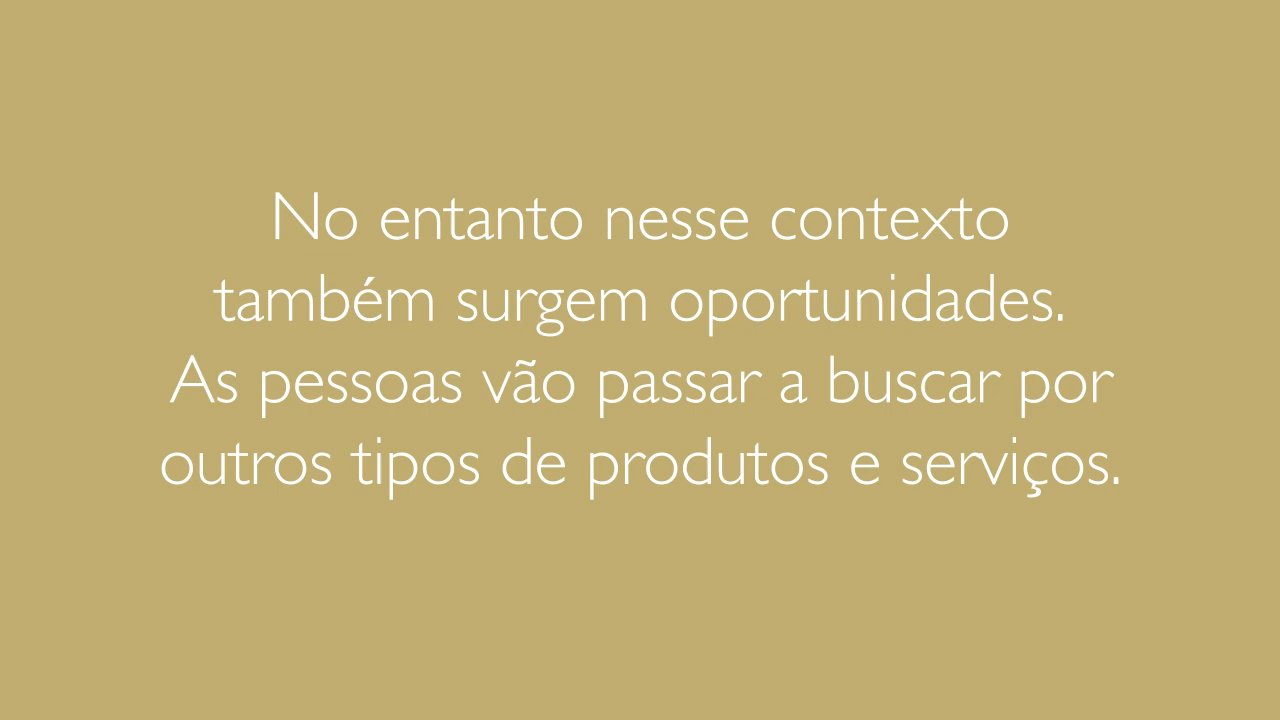 No entanto nesse contexto
também surgem oportunidades.
As pessoas vão passar a buscar por
outros tipos de produtos e serviços.